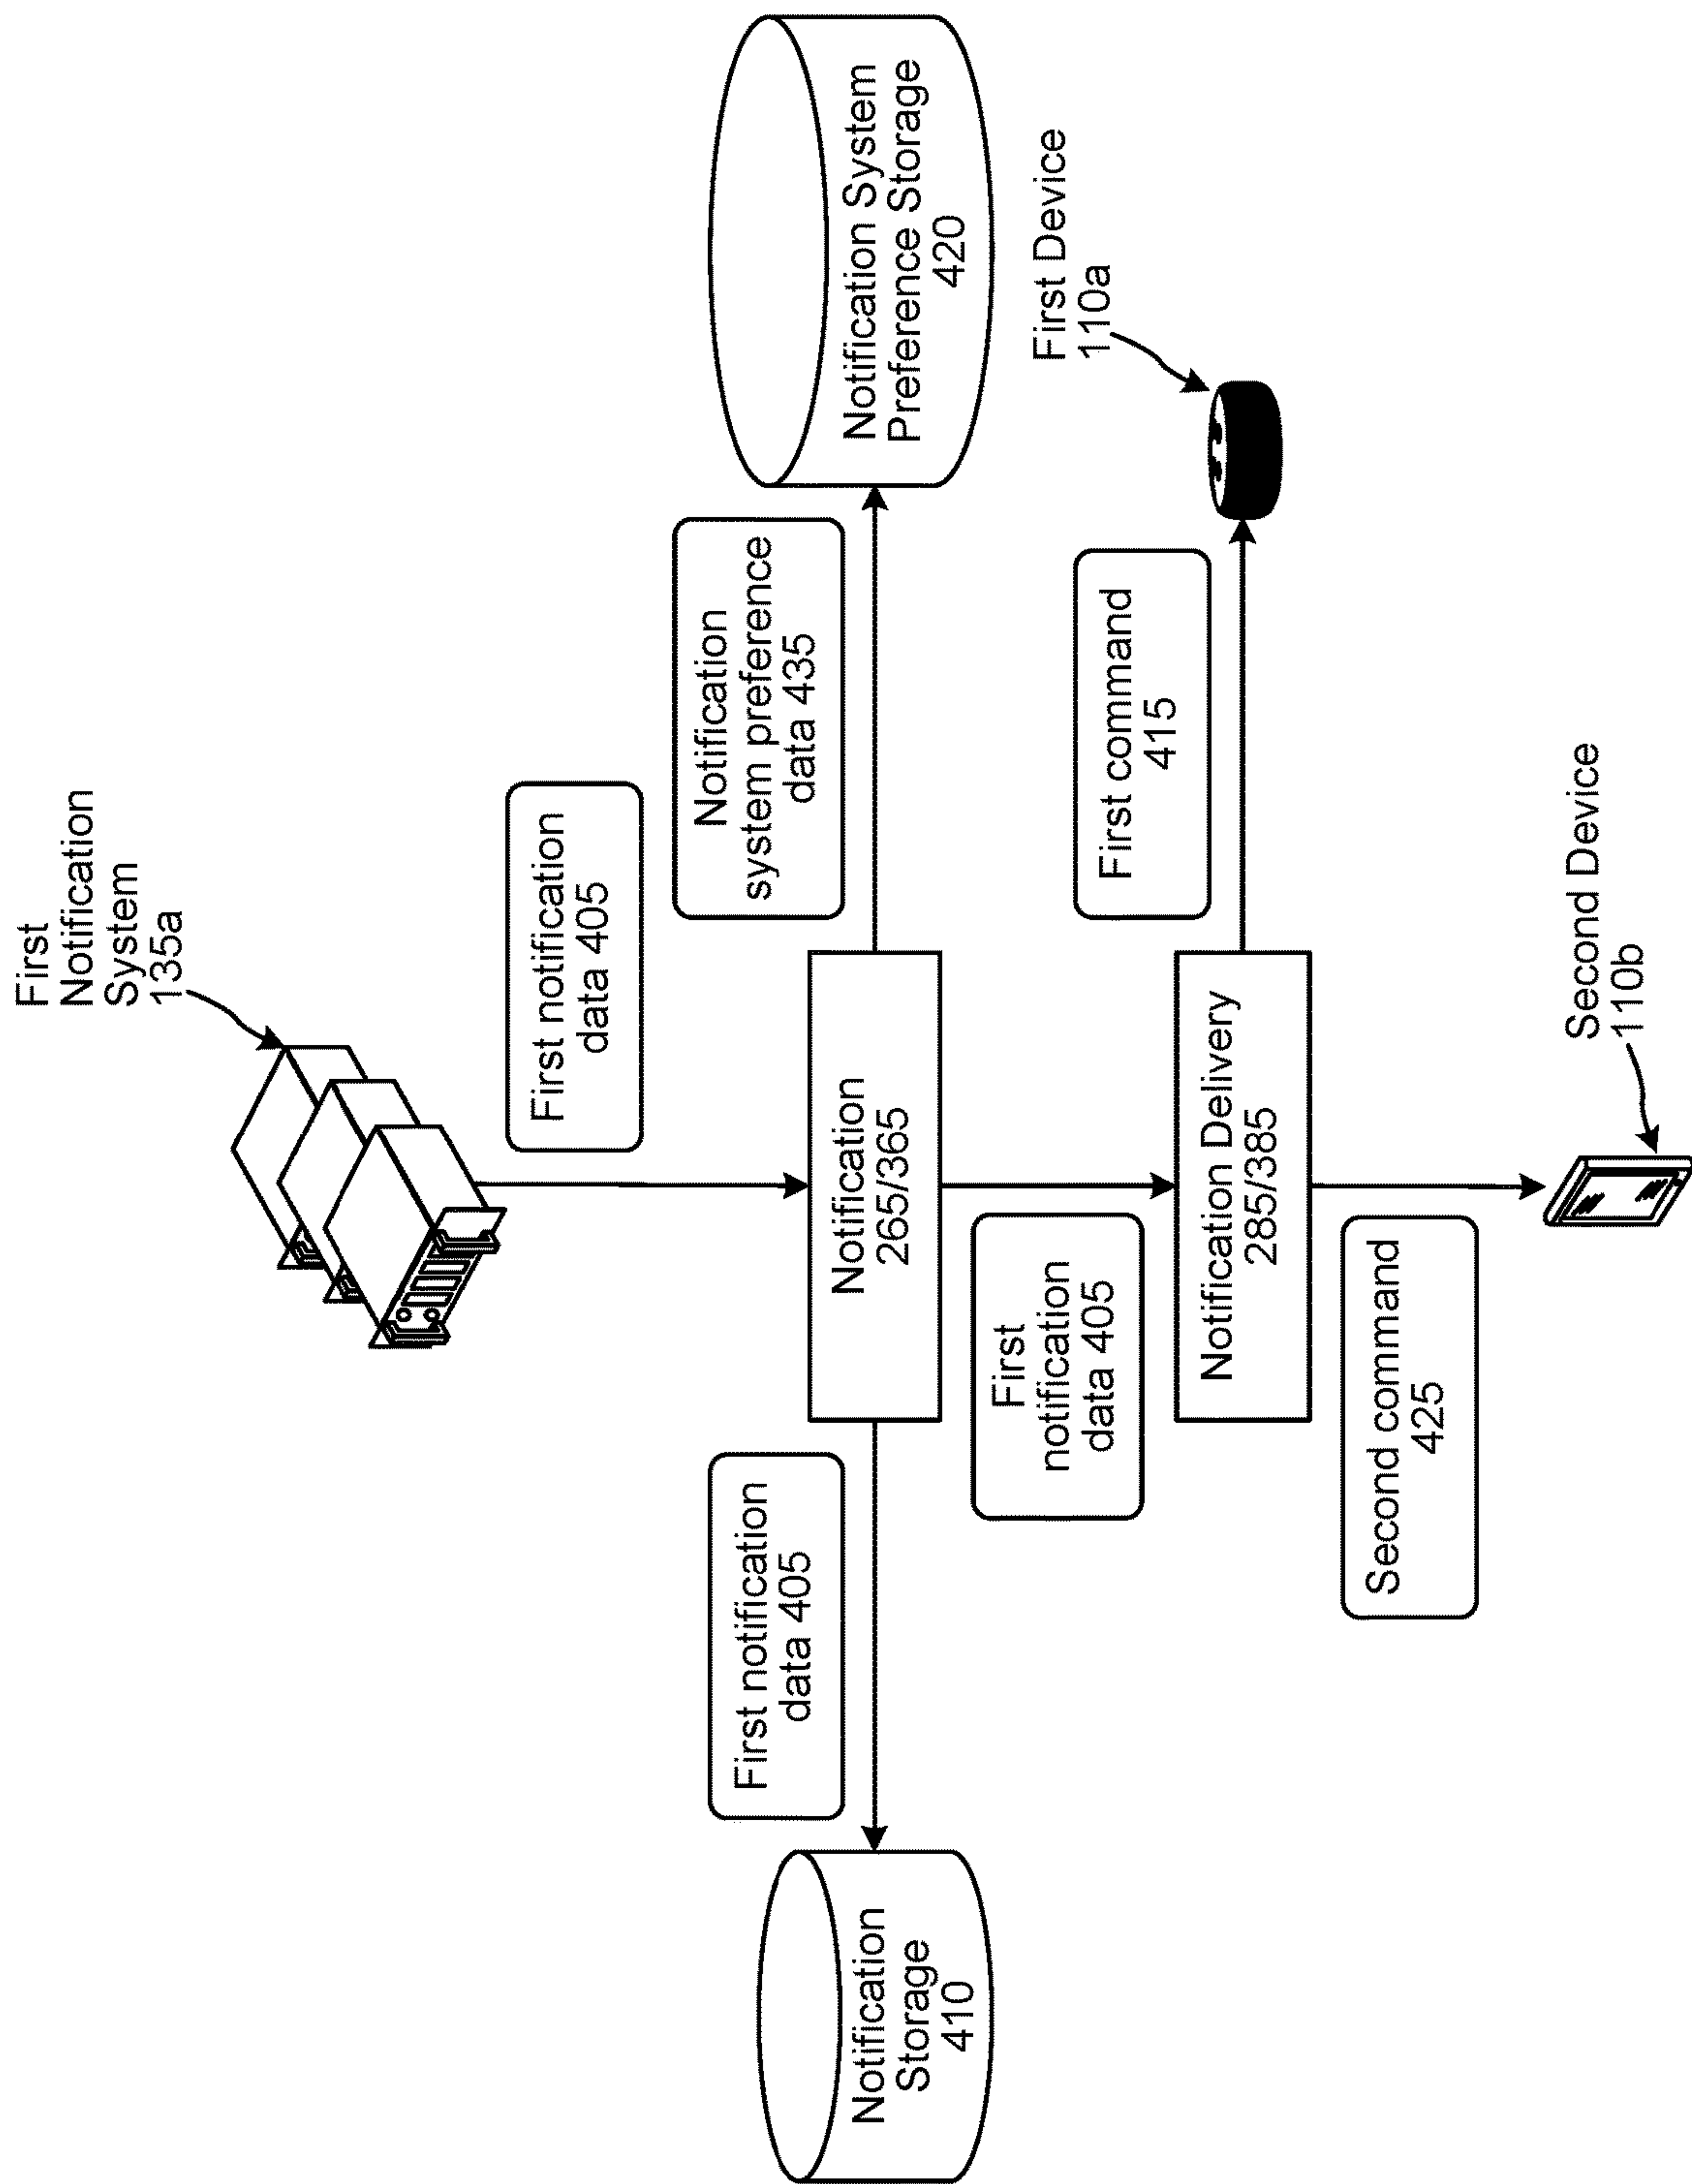 First
Notification
System
135a
First notification
data 405
First notification
data 405
Notification
system preference
data 435
Notification
Storage
410
Notification
265/365
Notification System
Preference Storage
420
First
notification
data 405
First command
415
First Device
110a
Notification Delivery
285/385
Second command
425
Second Device
110b